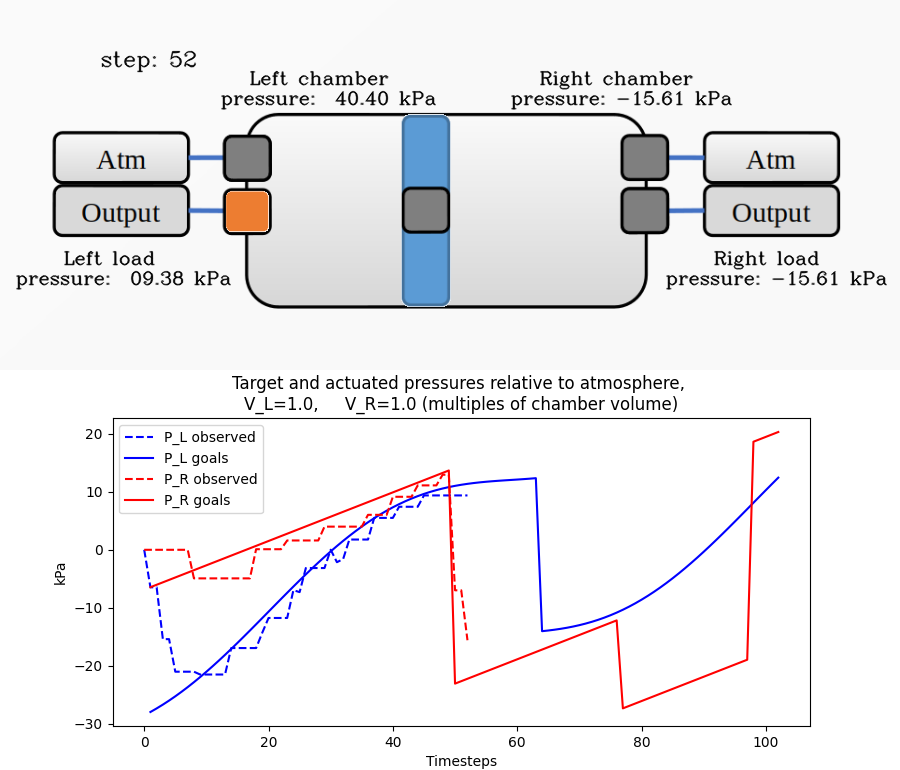 step: 52
Left chamber
pressure:  40.40 kPa
Right chamber
pressure: −15.61 kPa
Atm
Output
Atm
Output
Left load
pressure:  09.38 kPa
Right load
pressure: −15.61 kPa
Target and actuated pressures relative to atmosphere,
V_L=1.0,     V_R=1.0 (multiples of chamber volume)
P_L observed
P_L goals
P_R observed
P_R goals
kPa
20
10
0
−10
−20
−30
0 20 40 60 80 100
Timesteps